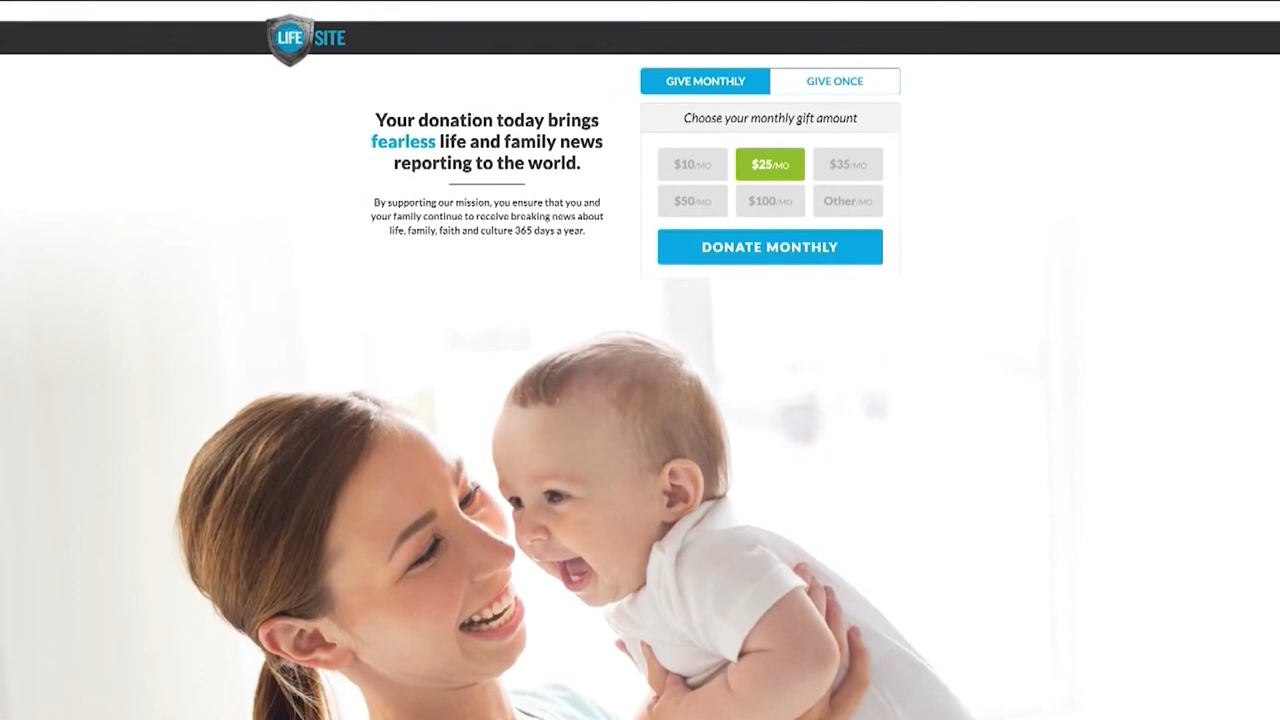 LIFE SITE
GIVE MONTHLY GIVE ONCE
Your donation today brings
fearless life and family news
reporting to the world.
By supporting our mission, you ensure that you and
your family continue to receive breaking news about
life, family, faith and culture 365 days a year.
Choose your monthly gift amount
$10/MO $25/MO $35/MO
$50/MO $100/MO Other/MO
DONATE MONTHLY